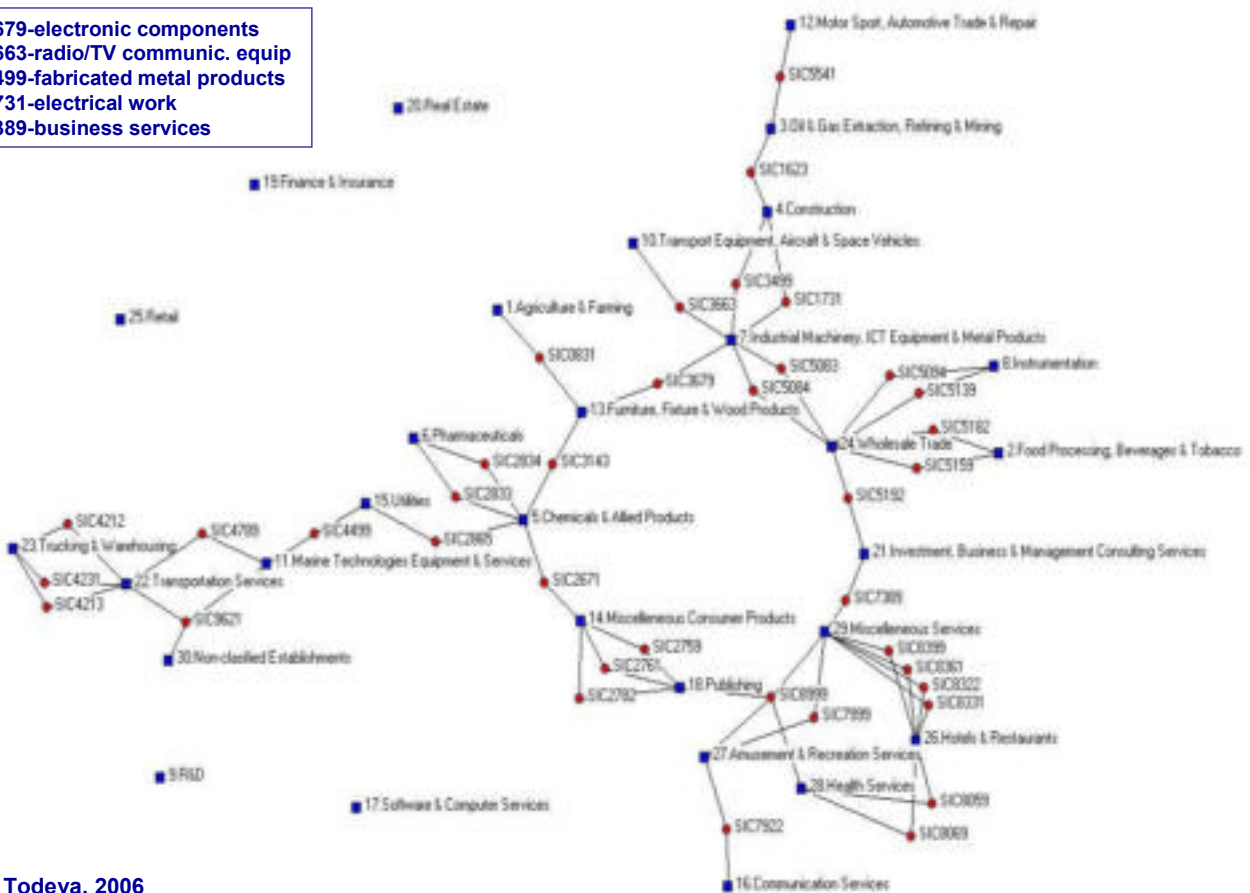 679-electronic components
663-radio/TV communic. equip
499-fabricated metal products
731-electrical work
389-business services
12.Motor Sport, Automotive Trade & Repair
SIC5541
20.Real Estate
3.Oil & Gas Extraction, Refining & Mining
SIC1623
19.Finance & Insurance
4.Construction
10.Transport Equipment, Aircraft & Space Vehicles
SIC3499
SIC1731
SIC3663
1.Agriculture & Farming
25.Retail
7.Industrial Machinery, ICT Equipment & Metal Products
SIC0831
SIC5083
8.Instrumentation
SIC5094
SIC3679
SIC5084
SIC5139
13.Furniture, Fixture & Wood Products
SIC5182
6.Pharmaceuticals
24.Wholesale Trade
2.Food Processing, Beverages & Tobacco
SIC2834
SIC3143
SIC5159
SIC2833
SIC5192
15.Utilities
5.Chemicals & Allied Products
SIC4212
SIC4789
SIC4499
SIC2865
23.Trucking & Warehousing
21.Investment, Business & Management Consulting Services
11.Marine Technologies Equipment & Services
SIC4231
22.Transportation Services
SIC2671
SIC4213
SIC7389
SIC9621
14.Miscellaneous Consumer Products
29.Miscellaneous Services
SIC2759
SIC8399
30.Non-clasified Establishments
SIC2761
SIC8361
18.Publishing
SIC8322
SIC2782
SIC8999
SIC8331
SIC7999
26.Hotels & Restaurants
27.Amusement & Recreation Services
9.R&D
28.Health Services
17.Software & Computer Services
SIC8059
SIC7922
SIC8069
16.Communication Services
Todeva, 2006